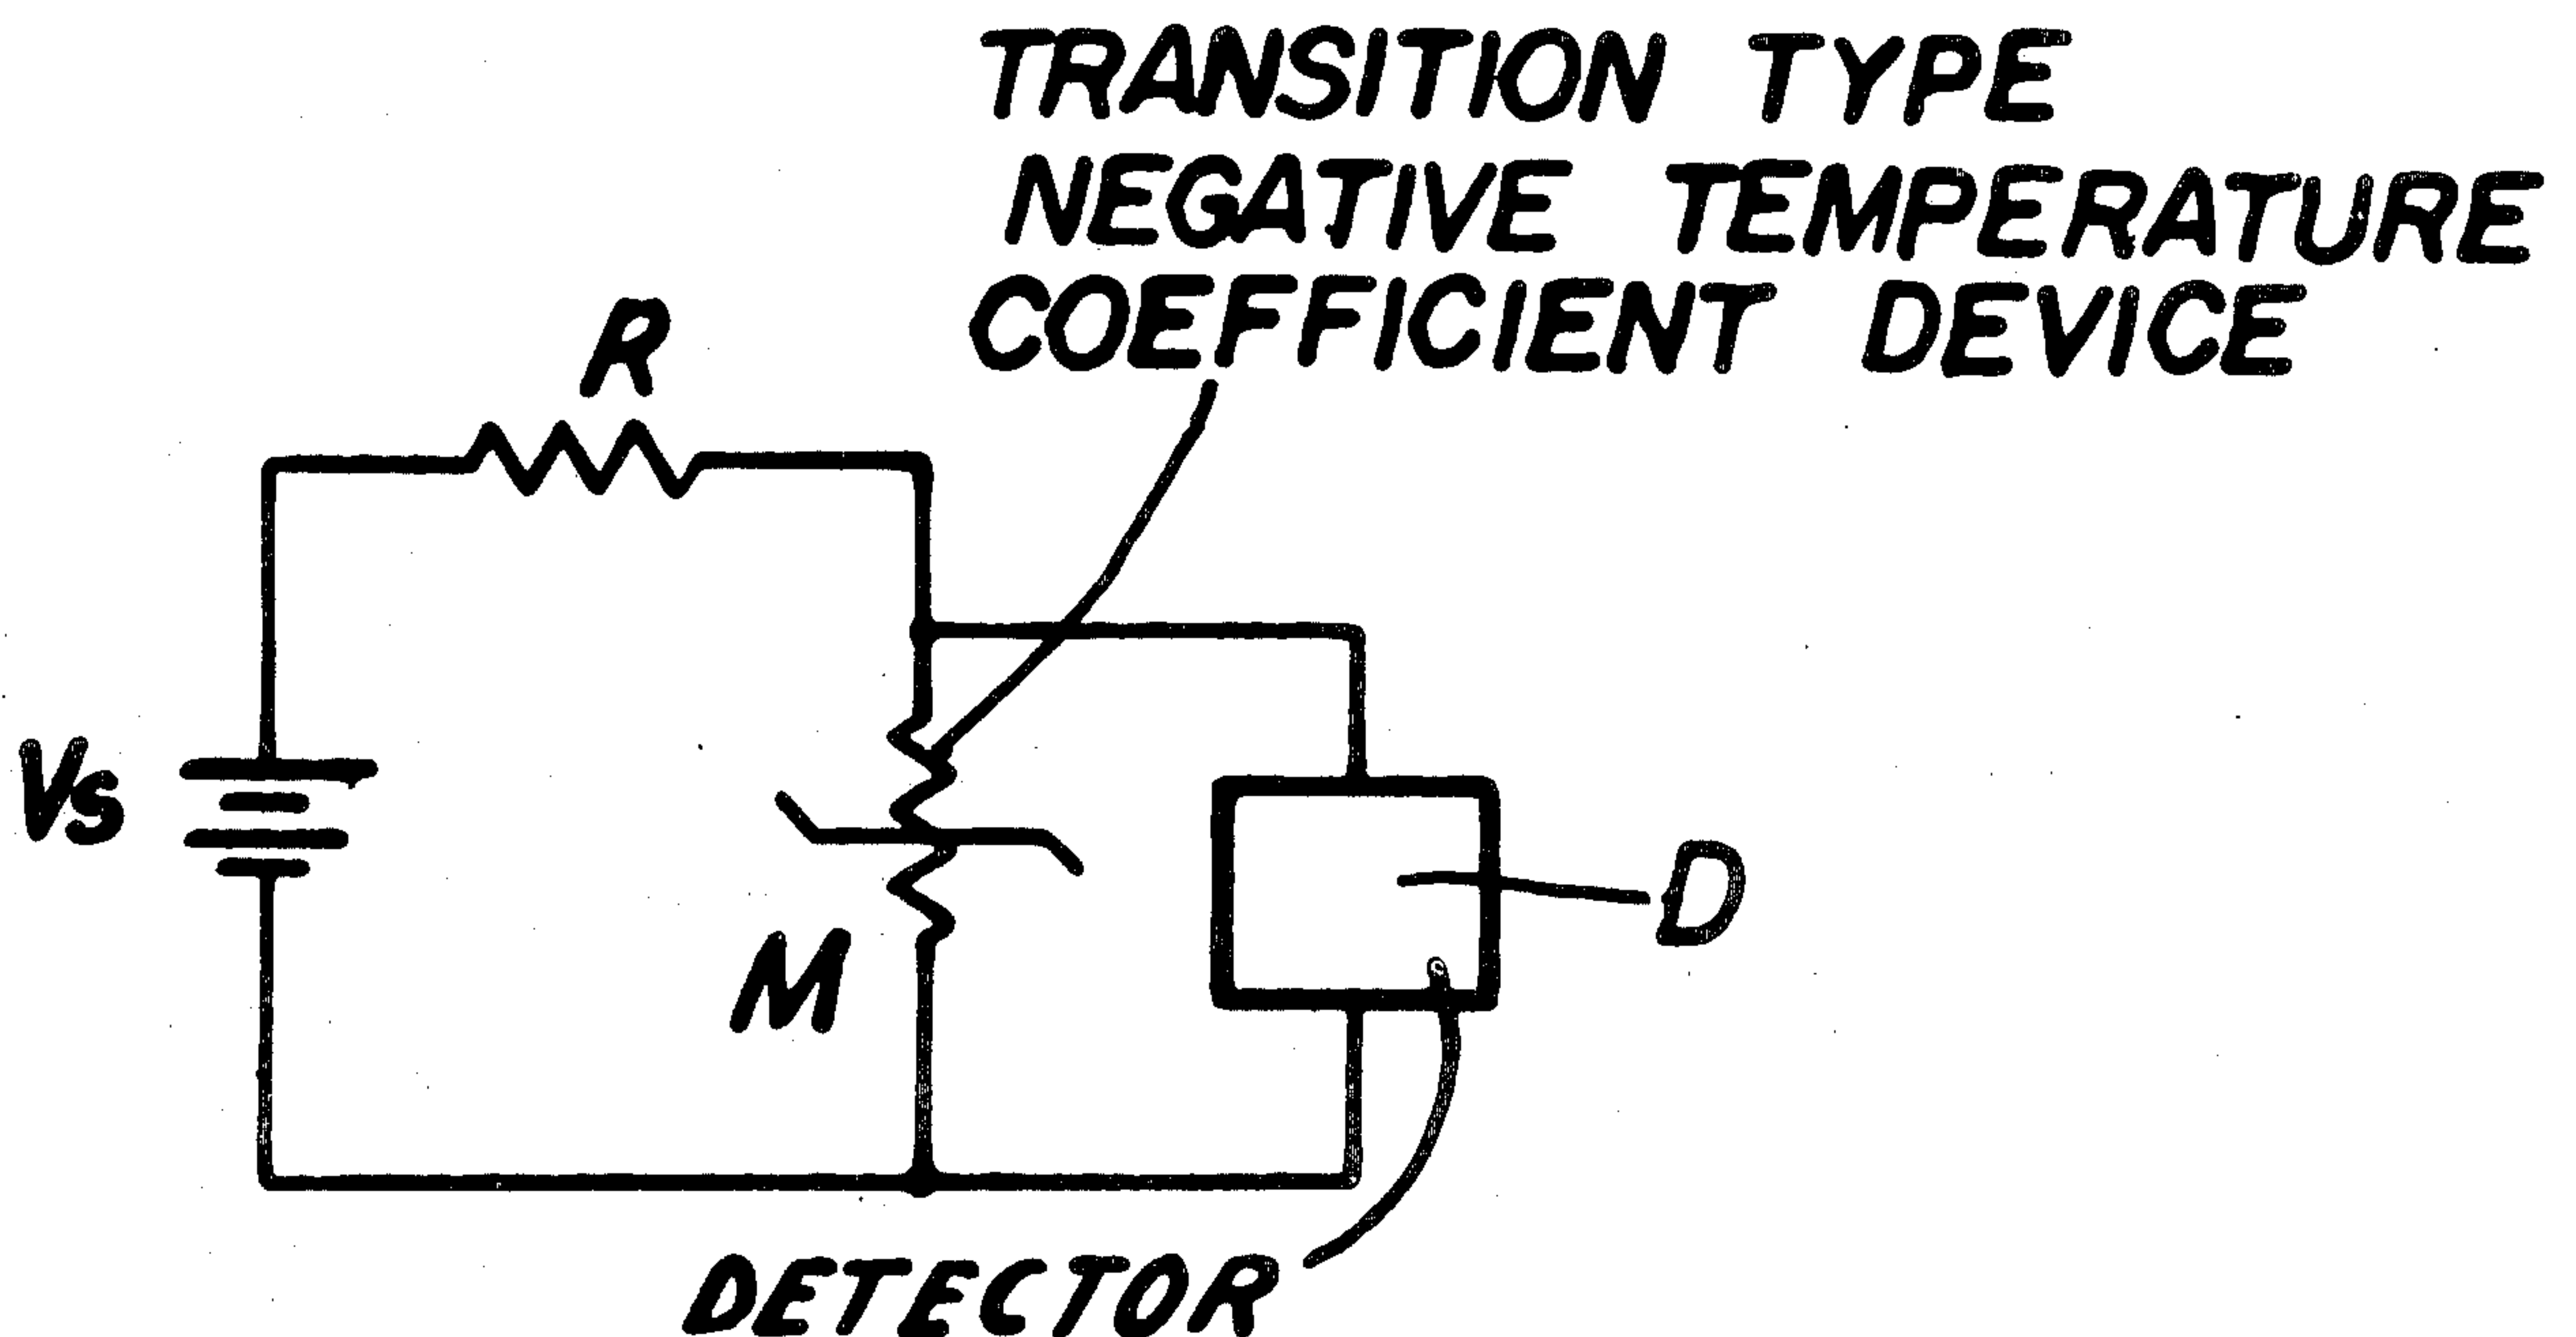 TRANSITION TYPE
NEGATIVE TEMPERATURE
COEFFICIENT DEVICE
R
Vs
M
D
DETECTOR